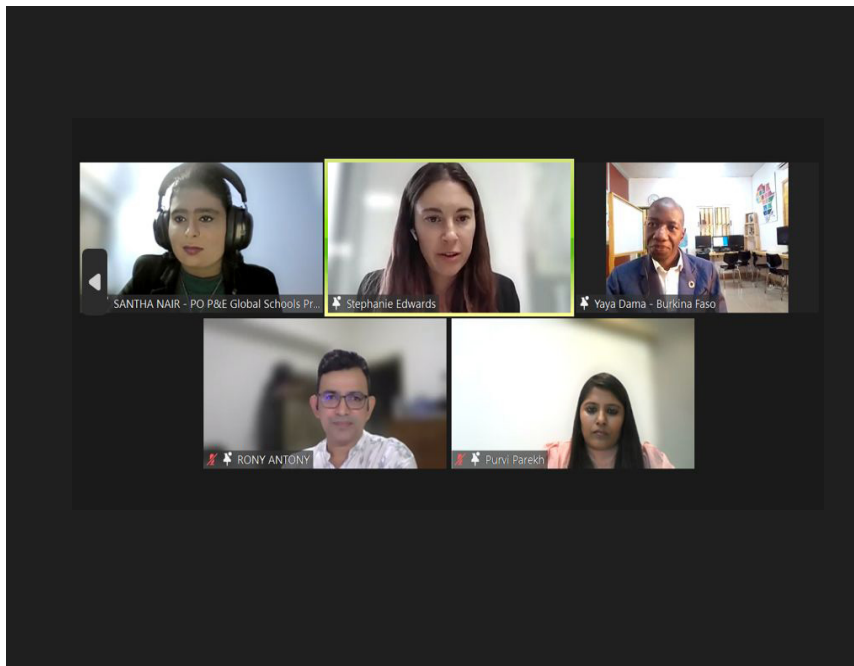 SANTHA NAIR - PO P&E Global Schools Pr...
Stephanie Edwards
Yaya Dama - Burkina Faso
RONY ANTONY
Purvi Parekh